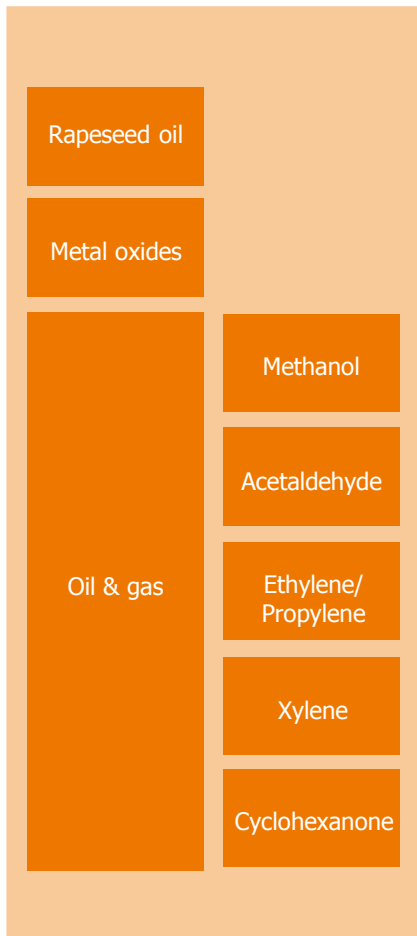 Rapeseed oil
Metal oxides
Oil & gas
Methanol
Acetaldehyde
Ethylene/
Propylene
Xylene
Cyclohexanone